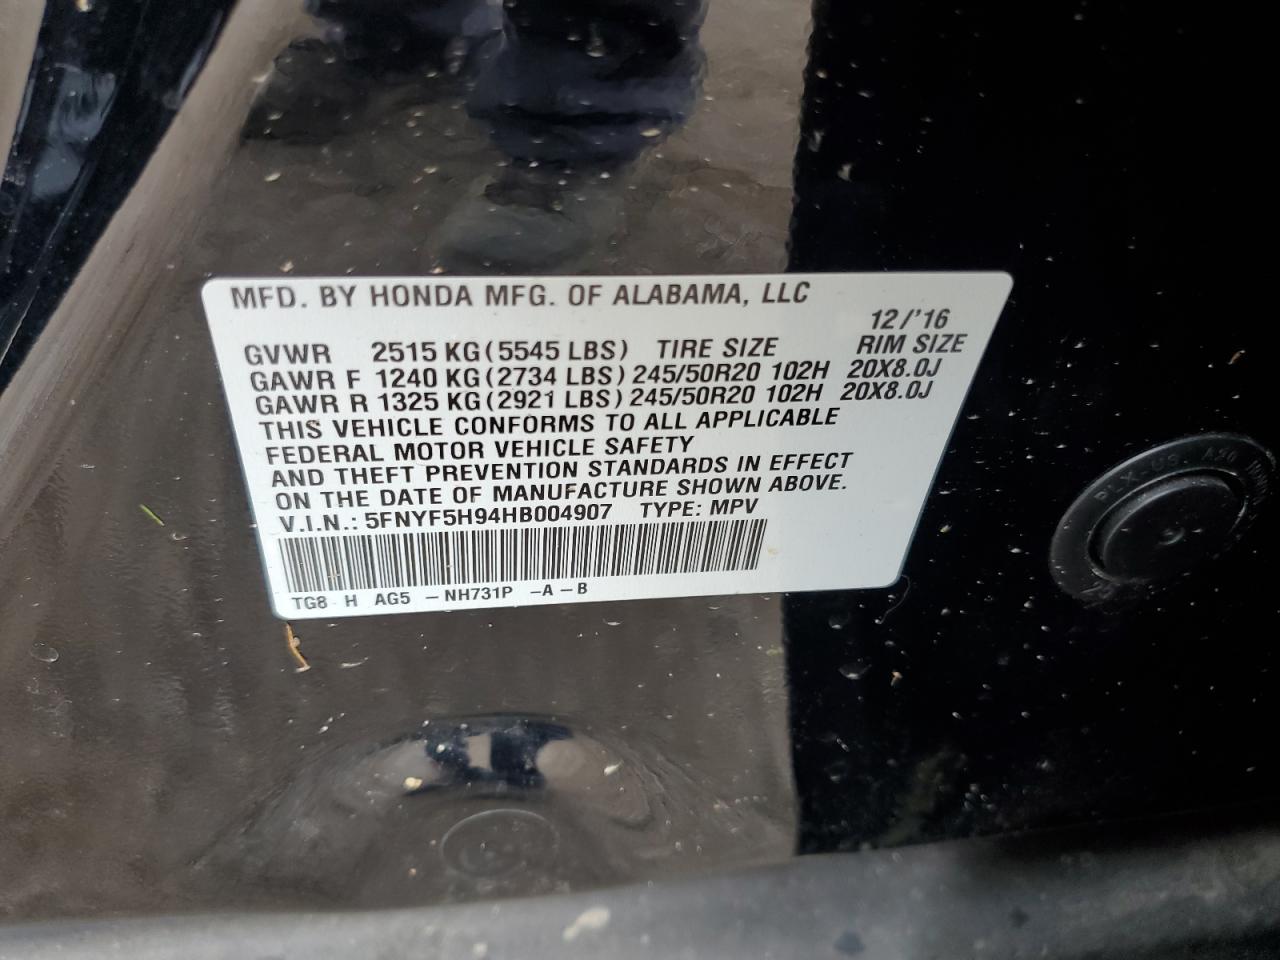 MFD. BY HONDA MFG. OF ALABAMA, LLC
12/'16
GVWR 2515 KG (5545 LBS) TIRE SIZE RIM SIZE
GAWR F 1240 KG (2734 LBS) 245/50R20 102H 20X8.0J
GAWR R 1325 KG (2921 LBS) 245/50R20 102H 20X8.0J
THIS VEHICLE CONFORMS TO ALL APPLICABLE
FEDERAL MOTOR VEHICLE SAFETY
AND THEFT PREVENTION STANDARDS IN EFFECT
ON THE DATE OF MANUFACTURE SHOWN ABOVE.
V.I.N.: 5FNYF5H94HB004907 TYPE: MPV
TG8 H AG5 – NH731P –A – B